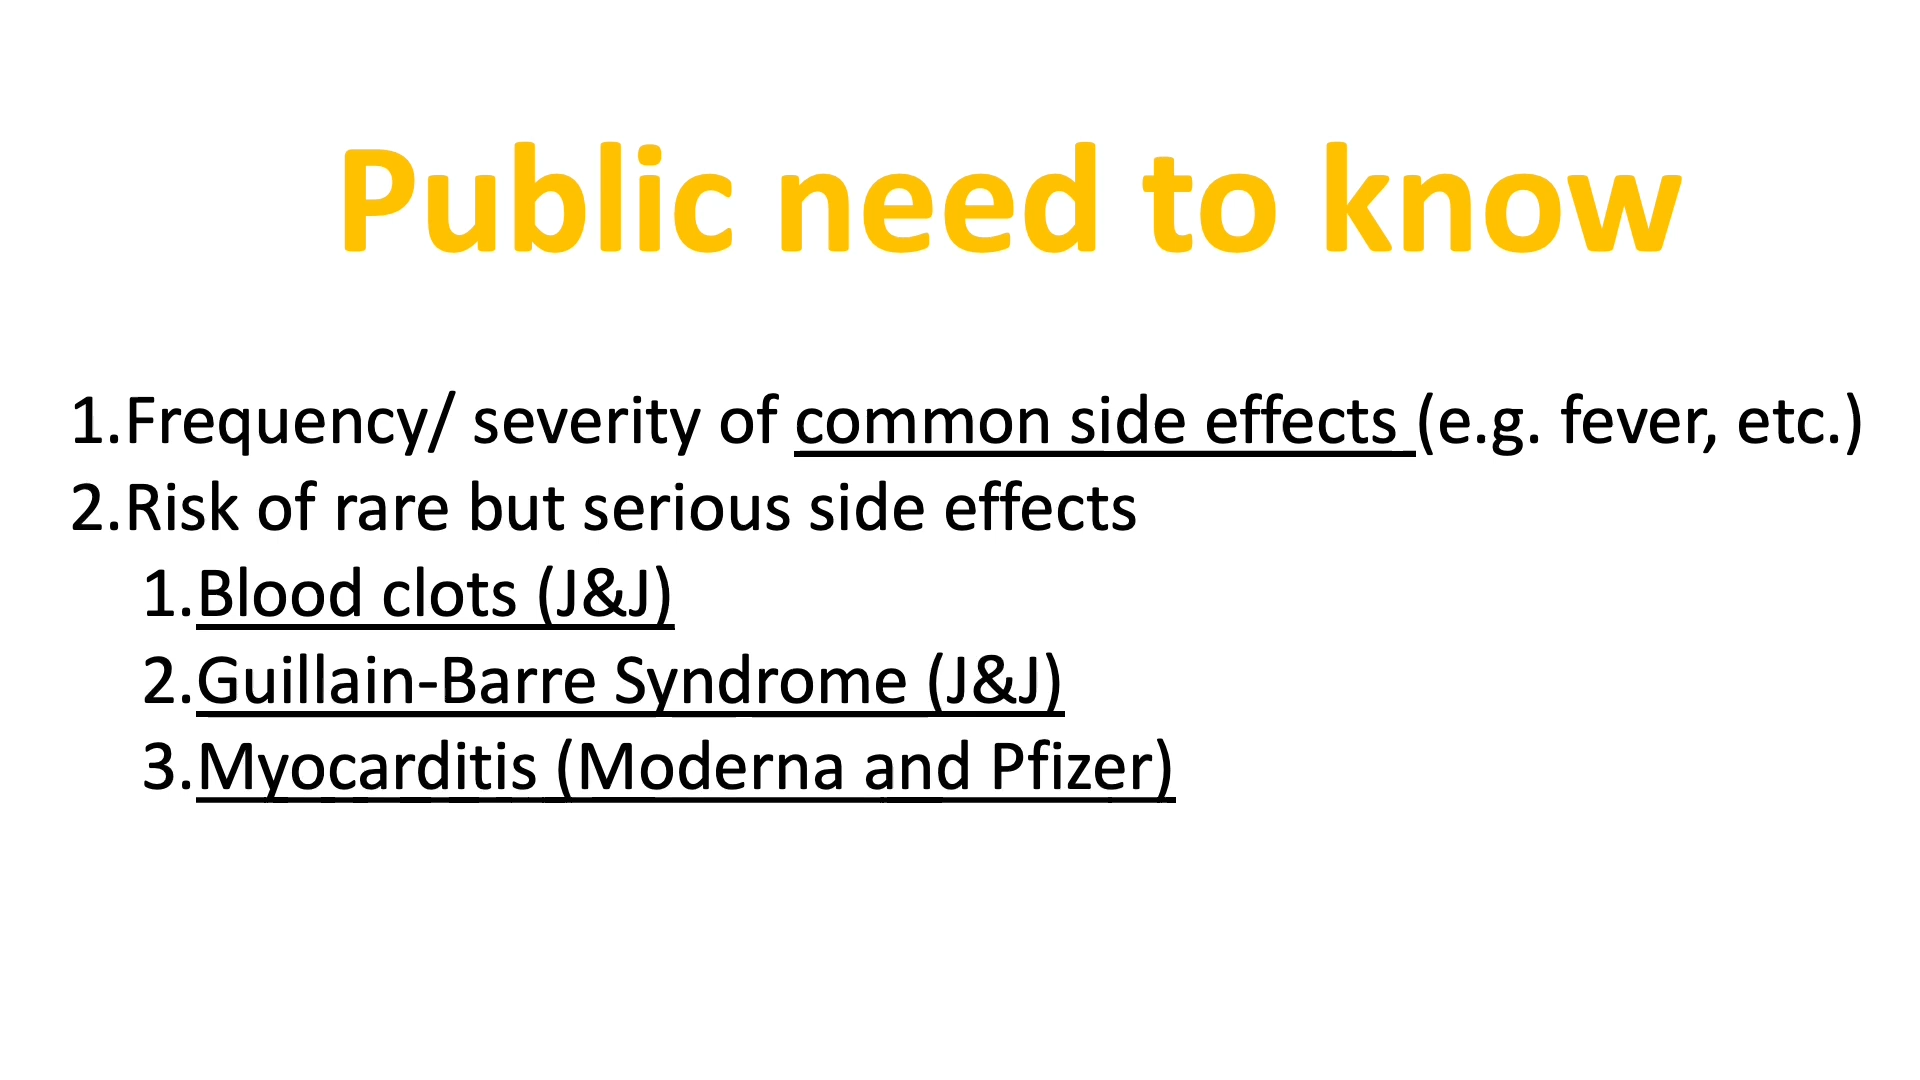 Public need to know
1.Frequency/ severity of common side effects (e.g. fever, etc.)
2.Risk of rare but serious side effects
1.Blood clots (J&J)
2.Guillain-Barre Syndrome (J&J)
3.Myocarditis (Moderna and Pfizer)